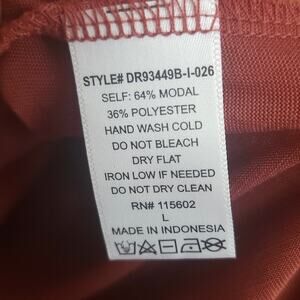 STYLE# DR93449B-I-026
SELF: 64% MODAL
36% POLYESTER
HAND WASH COLD
DO NOT BLEACH
DRY FLAT
IRON LOW IF NEEDED
DO NOT DRY CLEAN
RN# 115602
L
MADE IN INDONESIA